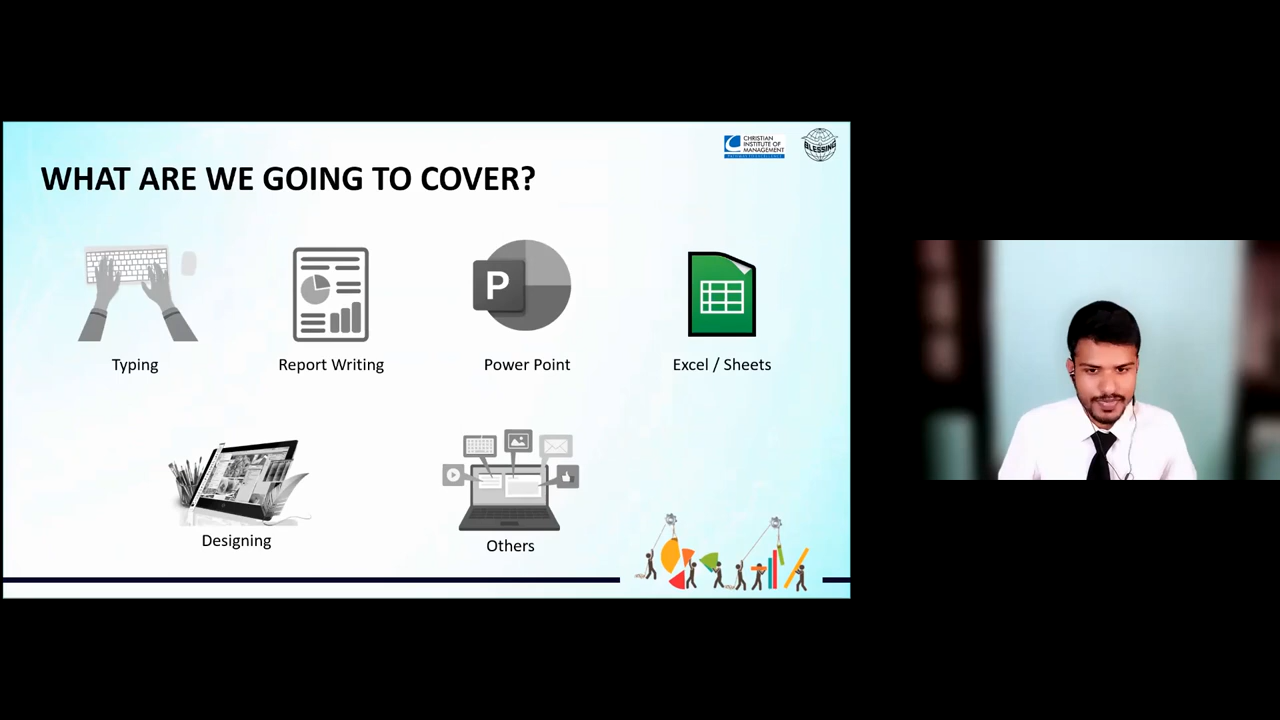 CHRISTIAN
INSTITUTE OF
MANAGEMENT
BLESSING
WHAT ARE WE GOING TO COVER?
P
Typing
Report Writing
Power Point
Excel / Sheets
Designing
Others